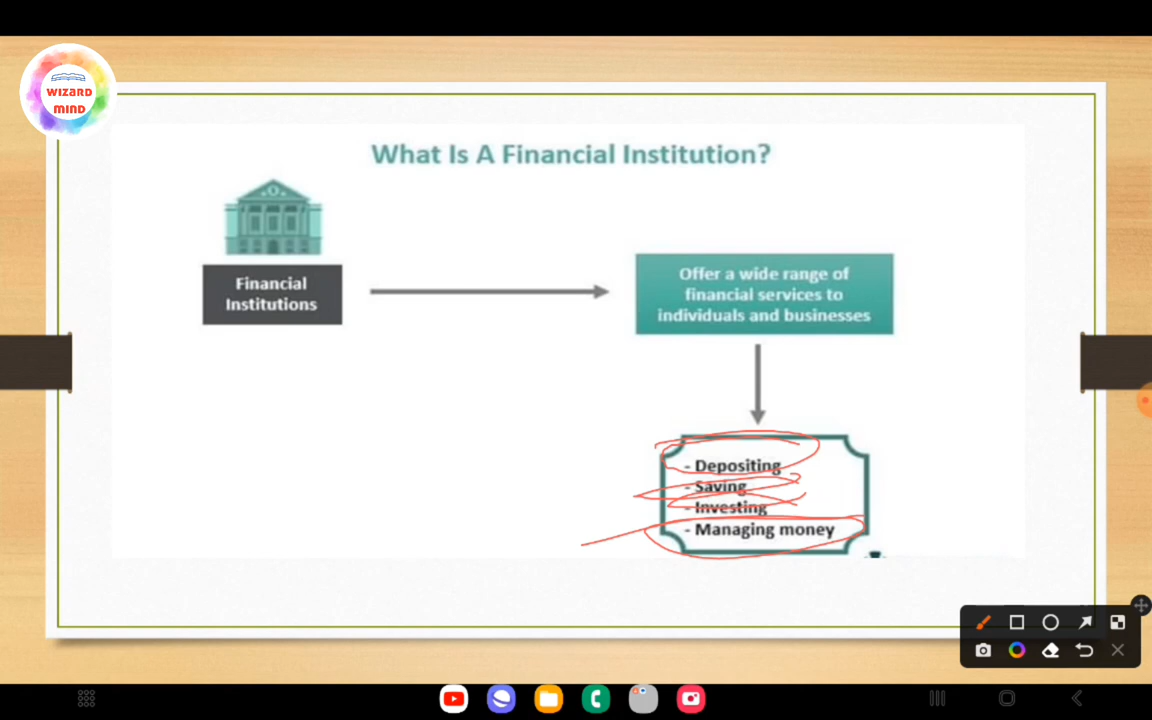 WIZARD
MIND
What Is A Financial Institution?
Financial
Institutions
Offer a wide range of
financial services to
individuals and businesses
- Depositing
- Saving
- Investing
- Managing money